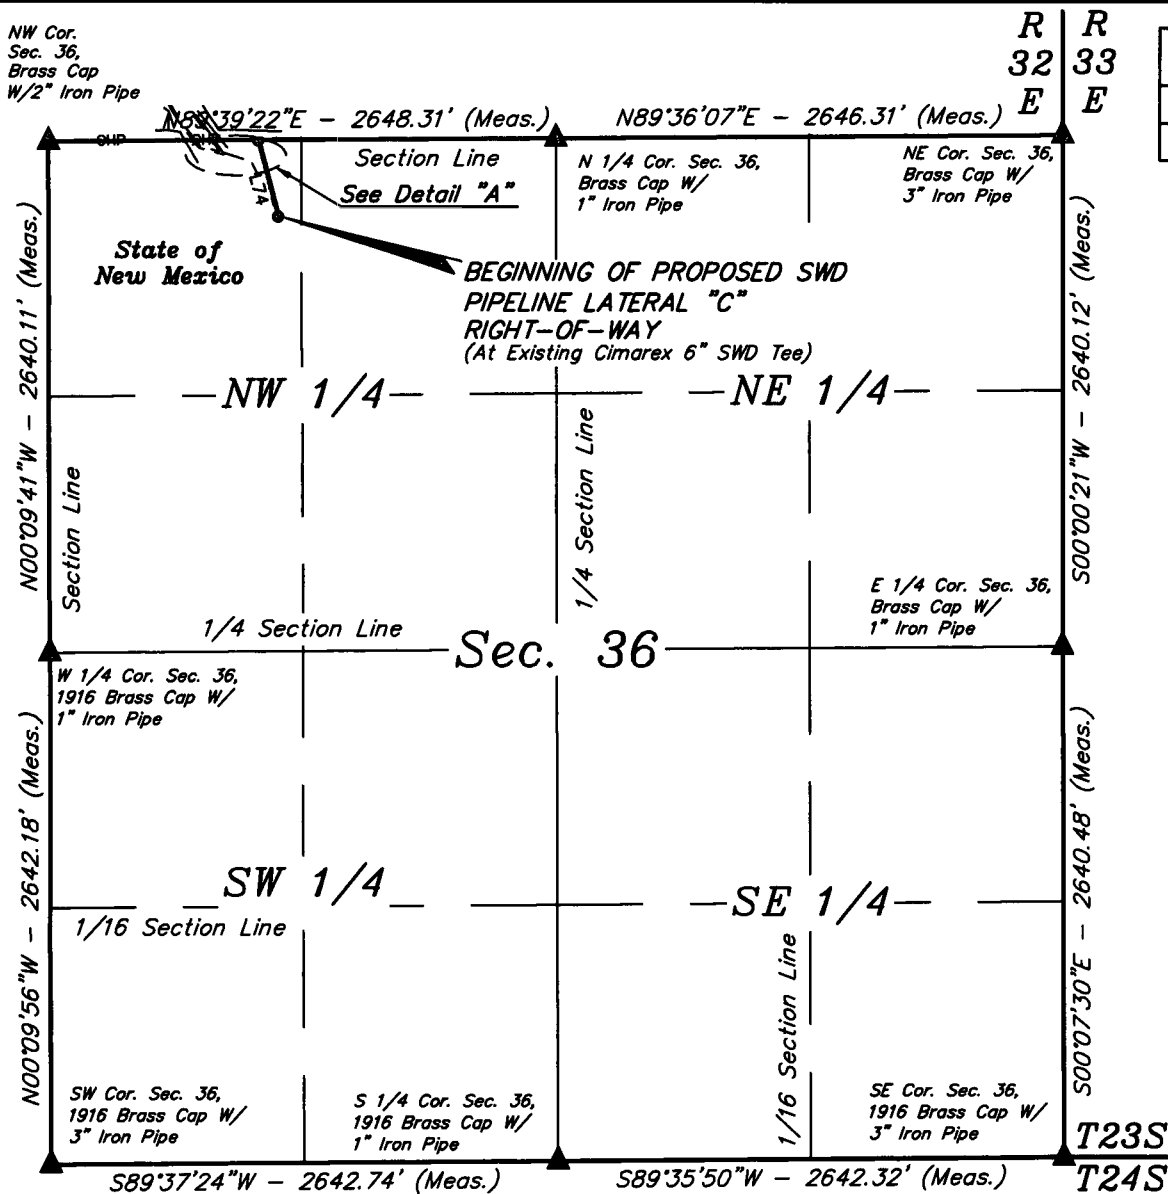 NW Cor.
Sec. 36,
Brass Cap
W/2" Iron Pipe
R R
32 33
E E
N89°39'22"E - 2648.31' (Meas.)
N89°36'07"E - 2646.31' (Meas.)
OHP
Section Line
See Detail "A"
N 1/4 Cor. Sec. 36,
Brass Cap W/
1" Iron Pipe
NE Cor. Sec. 36,
Brass Cap W/
3" Iron Pipe
L74
State of
New Mexico
BEGINNING OF PROPOSED SWD
PIPELINE LATERAL "C"
RIGHT-OF-WAY
(At Existing Cimarex 6" SWD Tee)
N00°09'41"W - 2640.11' (Meas.)
S00°00'21"W - 2640.12' (Meas.)
NW 1/4
NE 1/4
Section Line
1/4 Section Line
E 1/4 Cor. Sec. 36,
Brass Cap W/
1" Iron Pipe
1/4 Section Line
Sec. 36
W 1/4 Cor. Sec. 36,
1916 Brass Cap W/
1" Iron Pipe
N00°09'56"W - 2642.18' (Meas.)
S00°07'30"E - 2640.48' (Meas.)
SW 1/4
SE 1/4
1/16 Section Line
1/16 Section Line
SW Cor. Sec. 36,
1916 Brass Cap W/
3" Iron Pipe
S 1/4 Cor. Sec. 36,
1916 Brass Cap W/
1" Iron Pipe
SE Cor. Sec. 36,
1916 Brass Cap W/
3" Iron Pipe
T23S
T24S
S89°37'24"W - 2642.74' (Meas.)
S89°35'50"W - 2642.32' (Meas.)